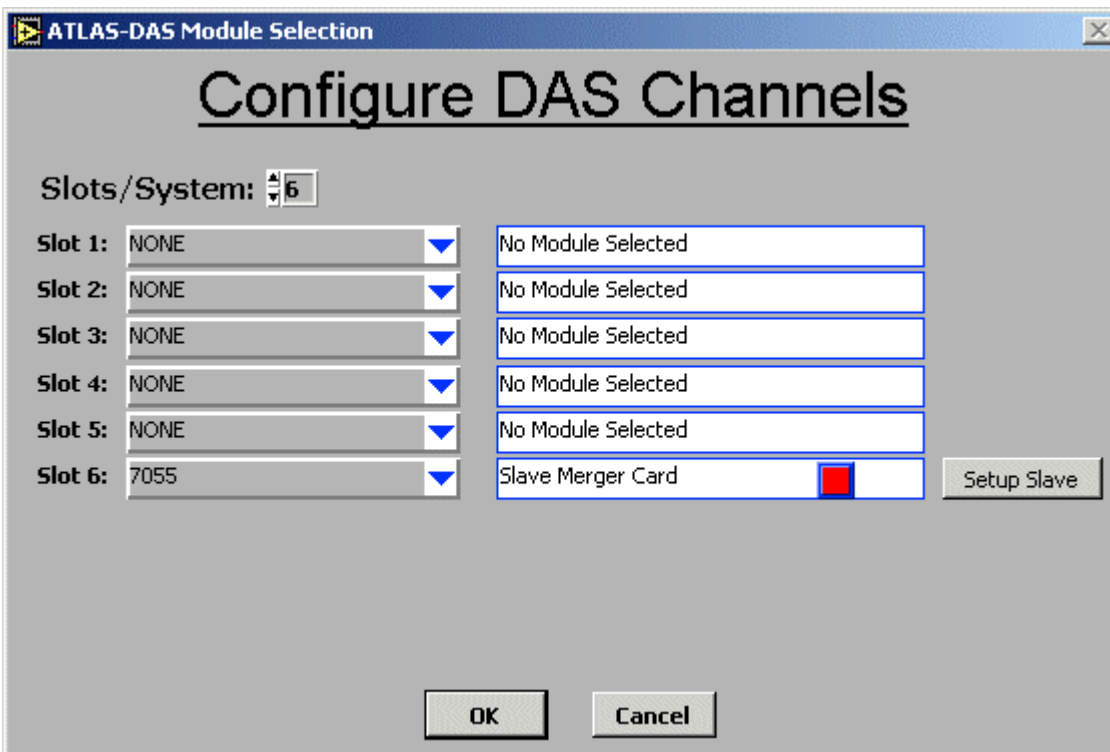 ATLAS-DAS Module Selection
Configure DAS Channels
Slots/System: 6
Slot 1: NONE No Module Selected
Slot 2: NONE No Module Selected
Slot 3: NONE No Module Selected
Slot 4: NONE No Module Selected
Slot 5: NONE No Module Selected
Slot 6: 7055 Slave Merger Card Setup Slave
OK Cancel